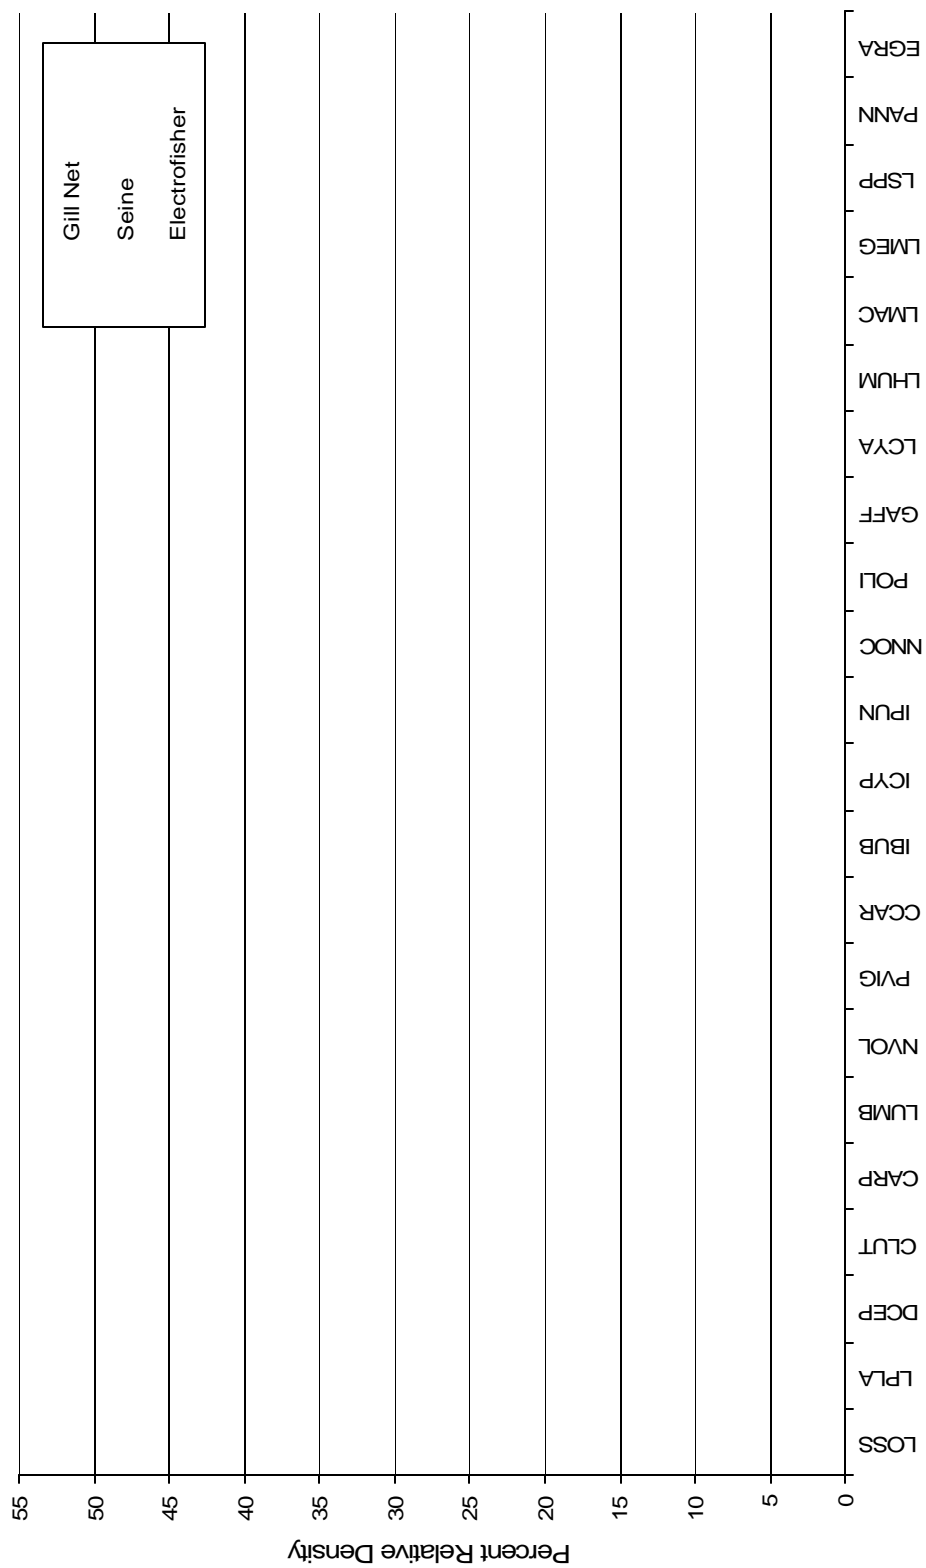 Percent Relative Density
55
50
45
40
35
30
25
20
15
10
5
0
Gill Net
Seine
Electrofisher
LOSS
LPLA
DCEP
CLUT
CARP
LUMB
NVOL
PVIG
CCAR
IBUB
ICYP
IPUN
NNOC
POLI
GAFF
LCYA
LHUM
LMAC
LMEG
LSPP
PANN
EGRA